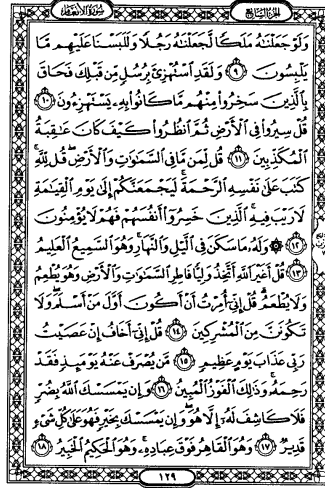 الجزء السابع
سورة الأنعام
وَلَوْ جَعَلْنَٰهُ مَلَكًا لَّجَعَلْنَٰهُ رَجُلًا وَلَلَبَسْنَا عَلَيْهِم مَّا
يَلْبِسُونَ ۝٩ وَلَقَدِ ٱسْتُهْزِئَ بِرُسُلٍ مِّن قَبْلِكَ فَحَاقَ
بِٱلَّذِينَ سَخِرُوا۟ مِنْهُم مَّا كَانُوا۟ بِهِۦ يَسْتَهْزِءُونَ ۝١٠
قُلْ سِيرُوا۟ فِى ٱلْأَرْضِ ثُمَّ ٱنظُرُوا۟ كَيْفَ كَانَ عَٰقِبَةُ
ٱلْمُكَذِّبِينَ ۝١١ قُل لِّمَن مَّا فِى ٱلسَّمَٰوَٰتِ وَٱلْأَرْضِ ۖ قُل لِّلَّهِ ۚ
كَتَبَ عَلَىٰ نَفْسِهِ ٱلرَّحْمَةَ ۚ لَيَجْمَعَنَّكُمْ إِلَىٰ يَوْمِ ٱلْقِيَٰمَةِ
لَا رَيْبَ فِيهِ ۚ ٱلَّذِينَ خَسِرُوٓا۟ أَنفُسَهُمْ فَهُمْ لَا يُؤْمِنُونَ
۝١٢ ۞ وَلَهُۥ مَا سَكَنَ فِى ٱلَّيْلِ وَٱلنَّهَارِ ۚ وَهُوَ ٱلسَّمِيعُ ٱلْعَلِيمُ
۝١٣ قُلْ أَغَيْرَ ٱللَّهِ أَتَّخِذُ وَلِيًّا فَاطِرِ ٱلسَّمَٰوَٰتِ وَٱلْأَرْضِ وَهُوَ يُطْعِمُ
وَلَا يُطْعَمُ ۗ قُلْ إِنِّىٓ أُمِرْتُ أَنْ أَكُونَ أَوَّلَ مَنْ أَسْلَمَ ۖ وَلَا
تَكُونَنَّ مِنَ ٱلْمُشْرِكِينَ ۝١٤ قُلْ إِنِّىٓ أَخَافُ إِنْ عَصَيْتُ
رَبِّى عَذَابَ يَوْمٍ عَظِيمٍ ۝١٥ مَّن يُصْرَفْ عَنْهُ يَوْمَئِذٍ فَقَدْ
رَحِمَهُۥ ۚ وَذَٰلِكَ ٱلْفَوْزُ ٱلْمُبِينُ ۝١٦ وَإِن يَمْسَسْكَ ٱللَّهُ بِضُرٍّ
فَلَا كَاشِفَ لَهُۥٓ إِلَّا هُوَ ۖ وَإِن يَمْسَسْكَ بِخَيْرٍ فَهُوَ عَلَىٰ كُلِّ شَىْءٍ
قَدِيرٌ ۝١٧ وَهُوَ ٱلْقَاهِرُ فَوْقَ عِبَادِهِۦ ۚ وَهُوَ ٱلْحَكِيمُ ٱلْخَبِيرُ ۝١٨
١٢٩